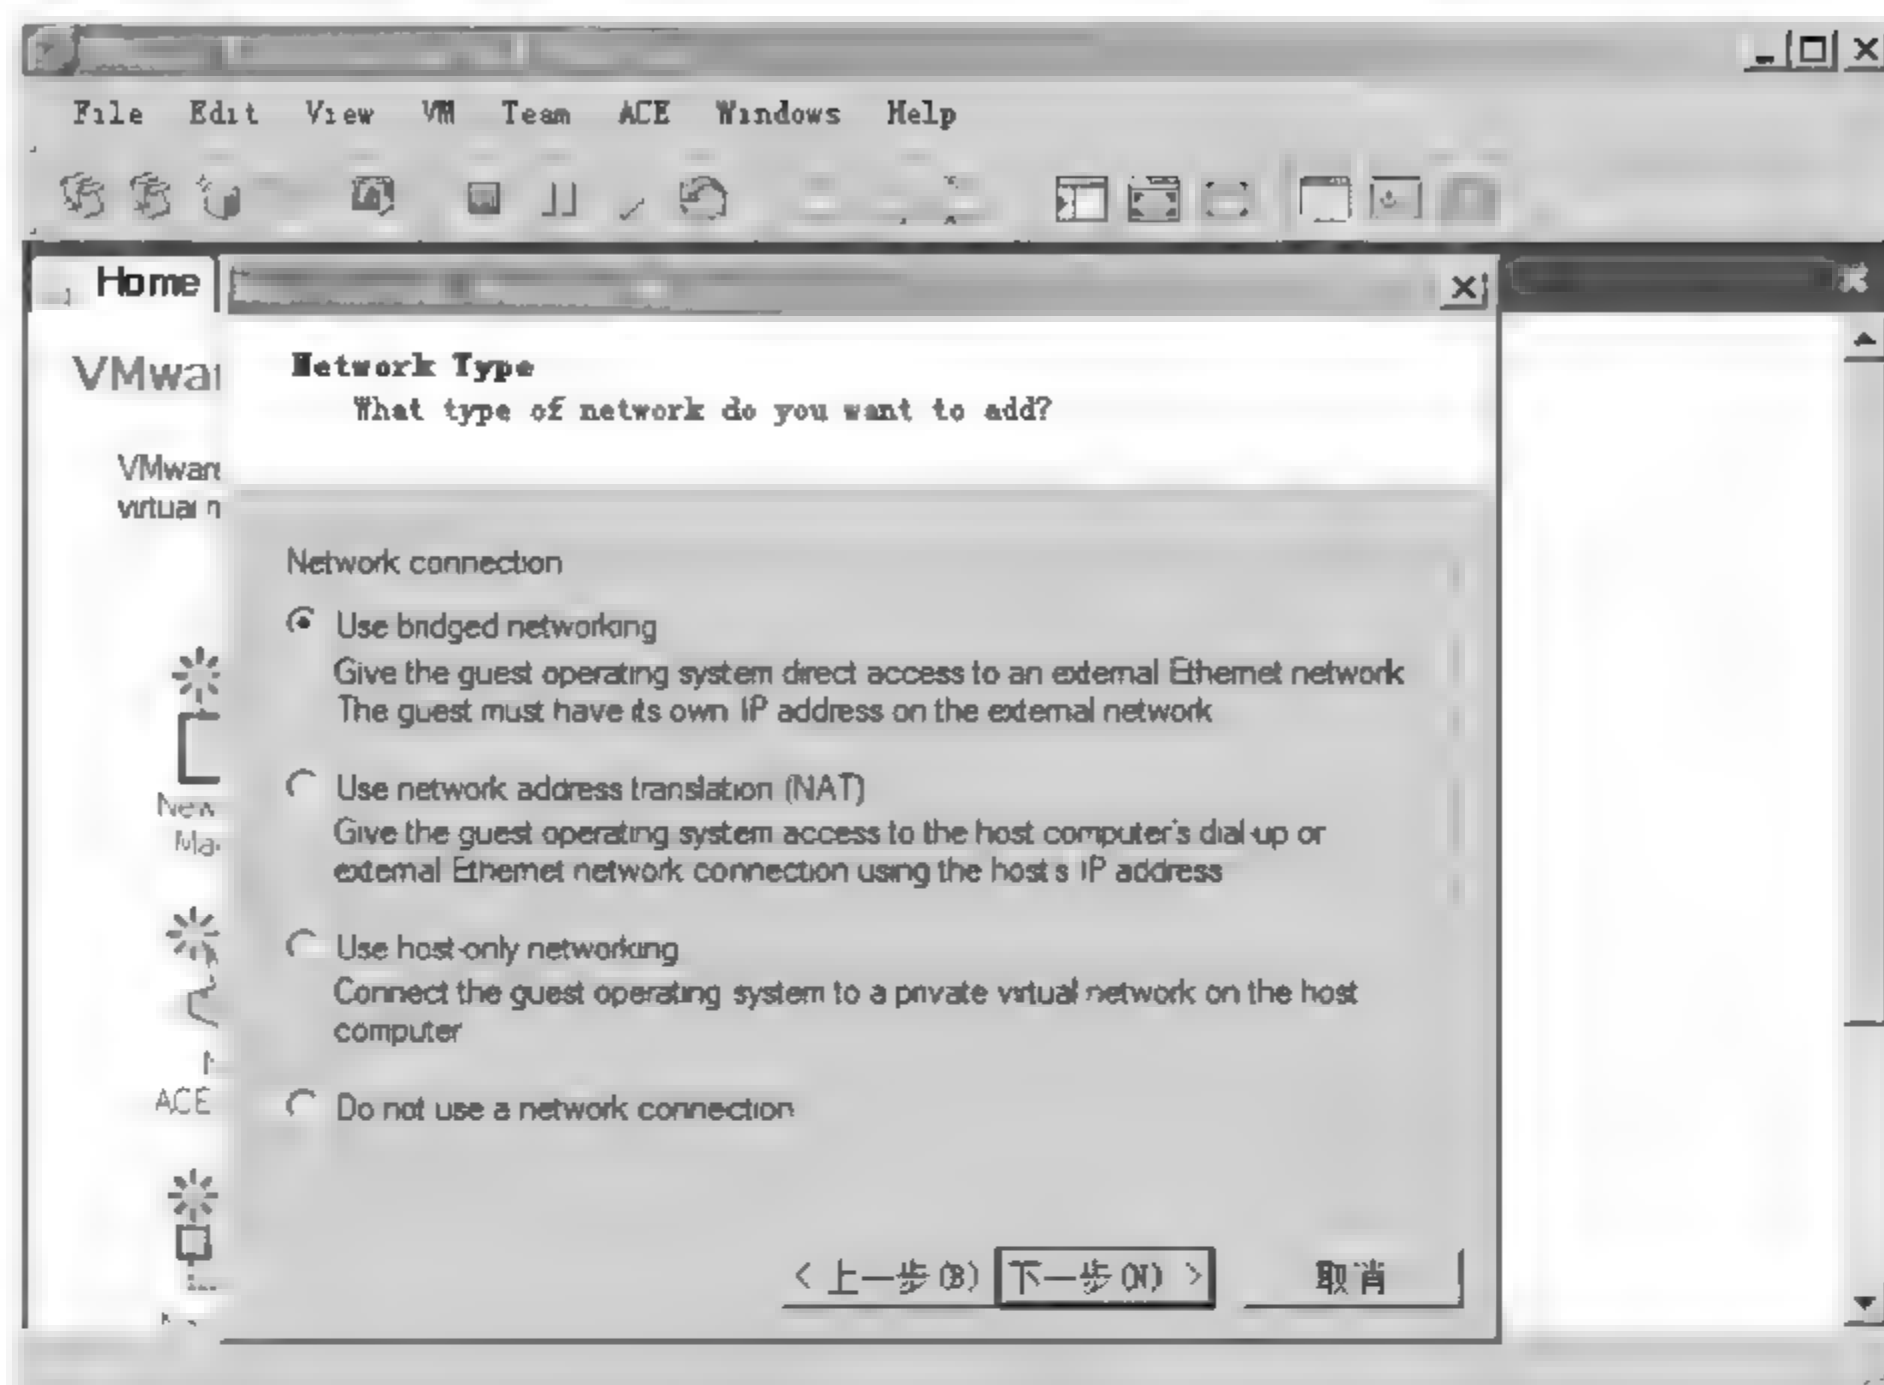 File Edit View VM Team ACE Windows Help
Home
VMwar
Network Type
What type of network do you want to add?
VMware
virtual m
Network connection
Use bridged networking
Give the guest operating system direct access to an external Ethernet network
The guest must have its own IP address on the external network
Use network address translation (NAT)
Give the guest operating system access to the host computer's dial-up or
external Ethernet network connection using the host's IP address
New
Mac
Use host-only networking
Connect the guest operating system to a private virtual network on the host
computer
ACE
Do not use a network connection
< 上一步(B) 下一步(N) > 取消